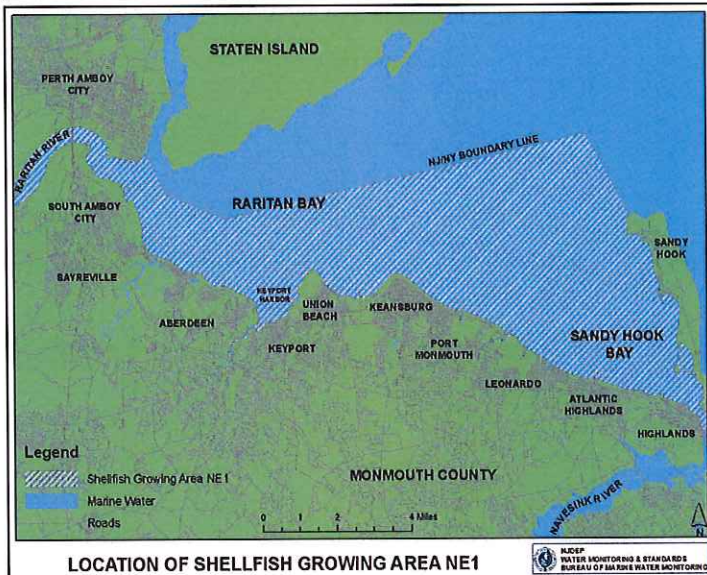 STATEN ISLAND
PERTH AMBOY
CITY
RARITAN RIVER
NJ/NY BOUNDARY LINE
RARITAN BAY
SOUTH AMBOY
CITY
SANDY
HOOK
SAYREVILLE
KEYPORT
HARBOR
UNION
BEACH
KEANSBURG
ABERDEEN
KEYPORT
PORT
MONMOUTH
SANDY HOOK
BAY
LEONARDO
ATLANTIC
HIGHLANDS
HIGHLANDS
Legend
Shellfish Growing Area NE1
Marine Water
Roads
MONMOUTH COUNTY
NAVESINK RIVER
0 1 2 4 Miles
N
LOCATION OF SHELLFISH GROWING AREA NE1
NJDEP
WATER MONITORING & STANDARDS
BUREAU OF MARINE WATER MONITORING